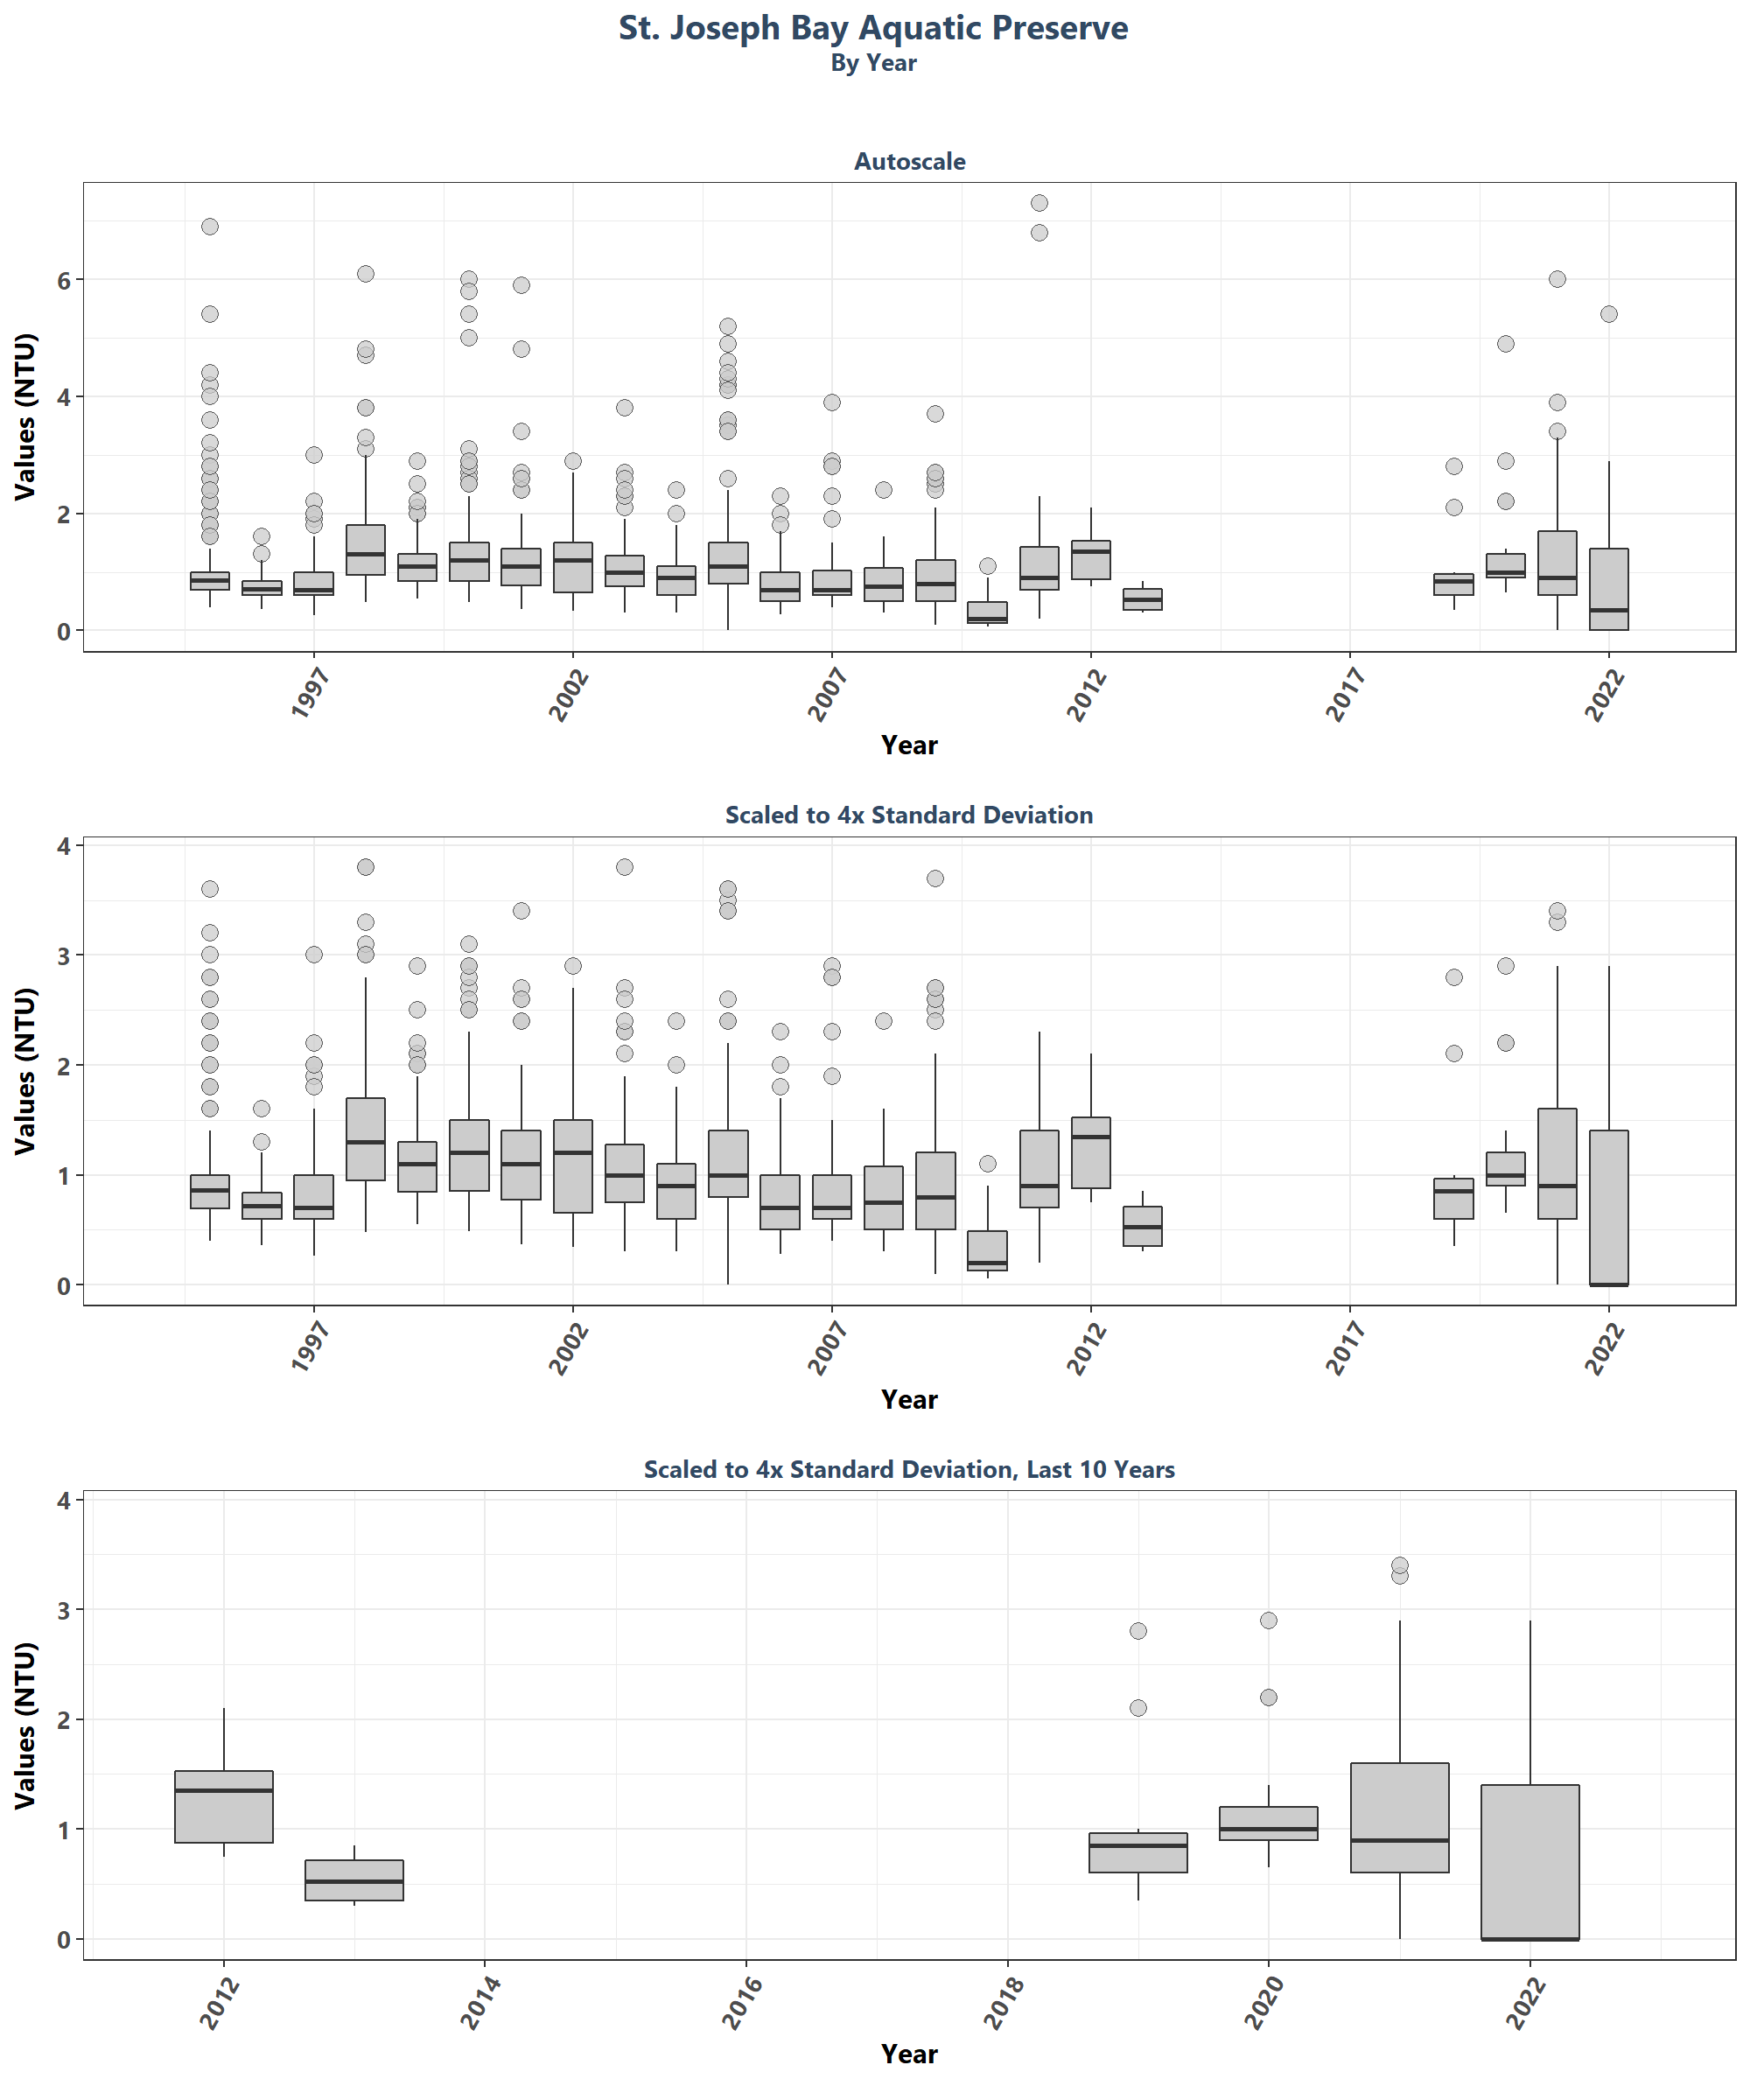 St. Joseph Bay Aquatic Preserve
By Year
Autoscale
Values (NTU)
6
4
2
0
1997 2002 2007 2012 2017 2022
Year
Scaled to 4x Standard Deviation
Values (NTU)
4
3
2
1
0
1997 2002 2007 2012 2017 2022
Year
Scaled to 4x Standard Deviation, Last 10 Years
Values (NTU)
4
3
2
1
0
2012 2014 2016 2018 2020 2022
Year